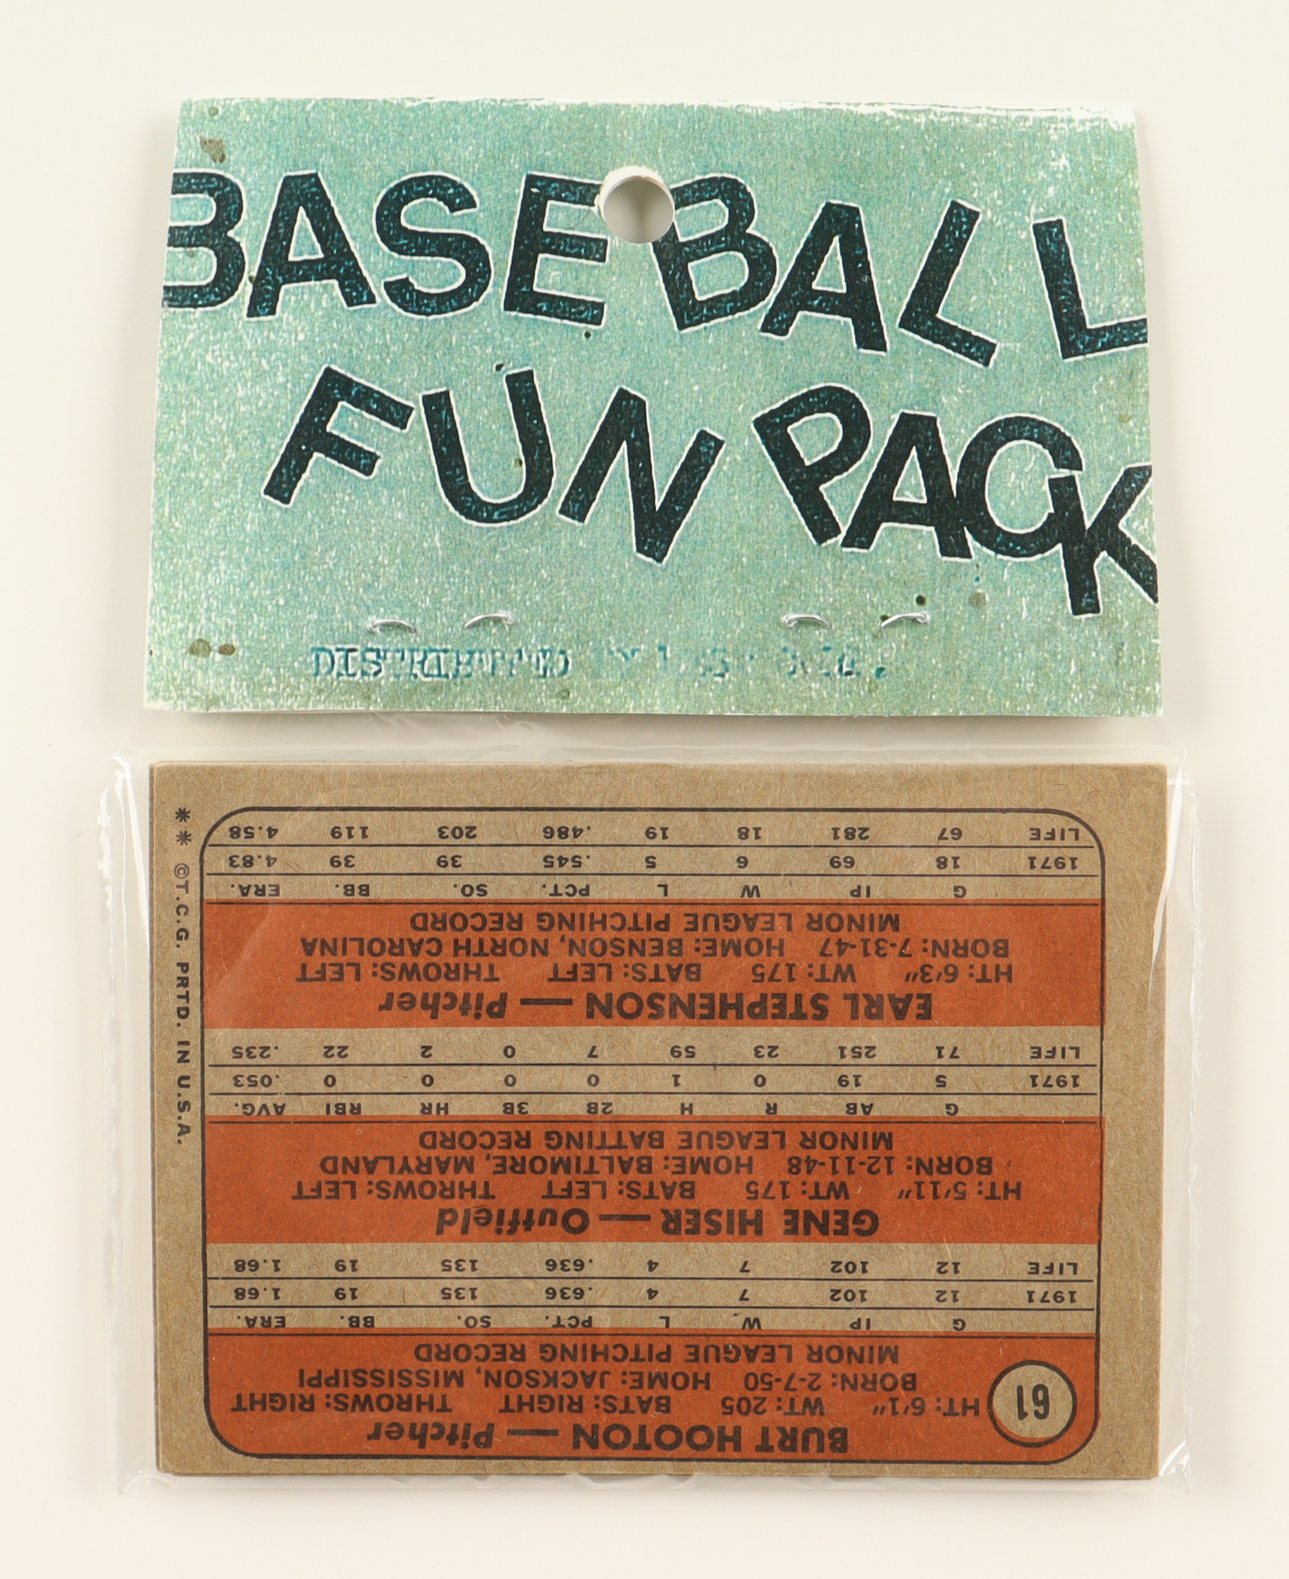 BASEBALL
FUN PACK
61
BURT HOOTON — Pitcher
HT: 6'1" WT: 205 BATS: RIGHT THROWS: RIGHT
BORN: 2-7-50 HOME: JACKSON, MISSISSIPPI
MINOR LEAGUE PITCHING RECORD
G IP W L PCT. SO. BB. ERA.
1971 12 102 7 4 .636 135 19 1.68
LIFE 12 102 7 4 .636 135 19 1.68
GENE HISER — Outfield
HT: 5'11" WT: 175 BATS: LEFT THROWS: LEFT
BORN: 12-11-48 HOME: BALTIMORE, MARYLAND
MINOR LEAGUE BATTING RECORD
G AB R H 2B 3B HR RBI AVG.
1971 5 19 0 1 0 0 0 0 .053
LIFE 71 251 23 59 7 0 2 22 .235
EARL STEPHENSON — Pitcher
HT: 6'3" WT: 175 BATS: LEFT THROWS: LEFT
BORN: 7-31-47 HOME: BENSON, NORTH CAROLINA
MINOR LEAGUE PITCHING RECORD
G IP W L PCT. SO. BB. ERA.
1971 18 69 6 5 .545 39 39 4.83
LIFE 67 281 18 19 .486 203 119 4.58
** ©T.C.G. PRTD. IN U.S.A.